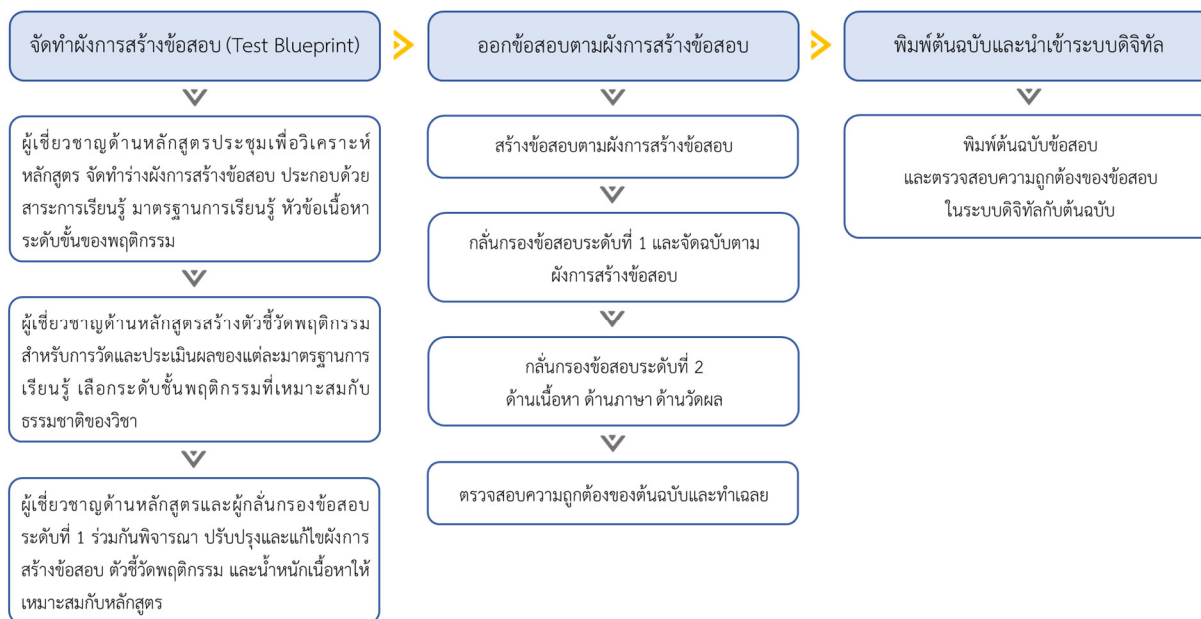 จัดทำผังการสร้างข้อสอบ (Test Blueprint)
ผู้เชี่ยวชาญด้านหลักสูตรประชุมเพื่อวิเคราะห์
หลักสูตร จัดทำร่างผังการสร้างข้อสอบ ประกอบด้วย
สาระการเรียนรู้ มาตรฐานการเรียนรู้ หัวข้อเนื้อหา
ระดับขั้นของพฤติกรรม
ผู้เชี่ยวชาญด้านหลักสูตรสร้างตัวชี้วัดพฤติกรรม
สำหรับการวัดและประเมินผลของแต่ละมาตรฐานการ
เรียนรู้ เลือกระดับชั้นพฤติกรรมที่เหมาะสมกับ
ธรรมชาติของวิชา
ผู้เชี่ยวชาญด้านหลักสูตรและผู้กลั่นกรองข้อสอบ
ระดับที่ 1 ร่วมกันพิจารณา ปรับปรุงและแก้ไขผังการ
สร้างข้อสอบ ตัวชี้วัดพฤติกรรม และน้ำหนักเนื้อหาให้
เหมาะสมกับหลักสูตร
ออกข้อสอบตามผังการสร้างข้อสอบ
สร้างข้อสอบตามผังการสร้างข้อสอบ
กลั่นกรองข้อสอบระดับที่ 1 และจัดฉบับตาม
ผังการสร้างข้อสอบ
กลั่นกรองข้อสอบระดับที่ 2
ด้านเนื้อหา ด้านภาษา ด้านวัดผล
ตรวจสอบความถูกต้องของต้นฉบับและทำเฉลย
พิมพ์ต้นฉบับและนำเข้าระบบดิจิทัล
พิมพ์ต้นฉบับข้อสอบ
และตรวจสอบความถูกต้องของข้อสอบ
ในระบบดิจิทัลกับต้นฉบับ